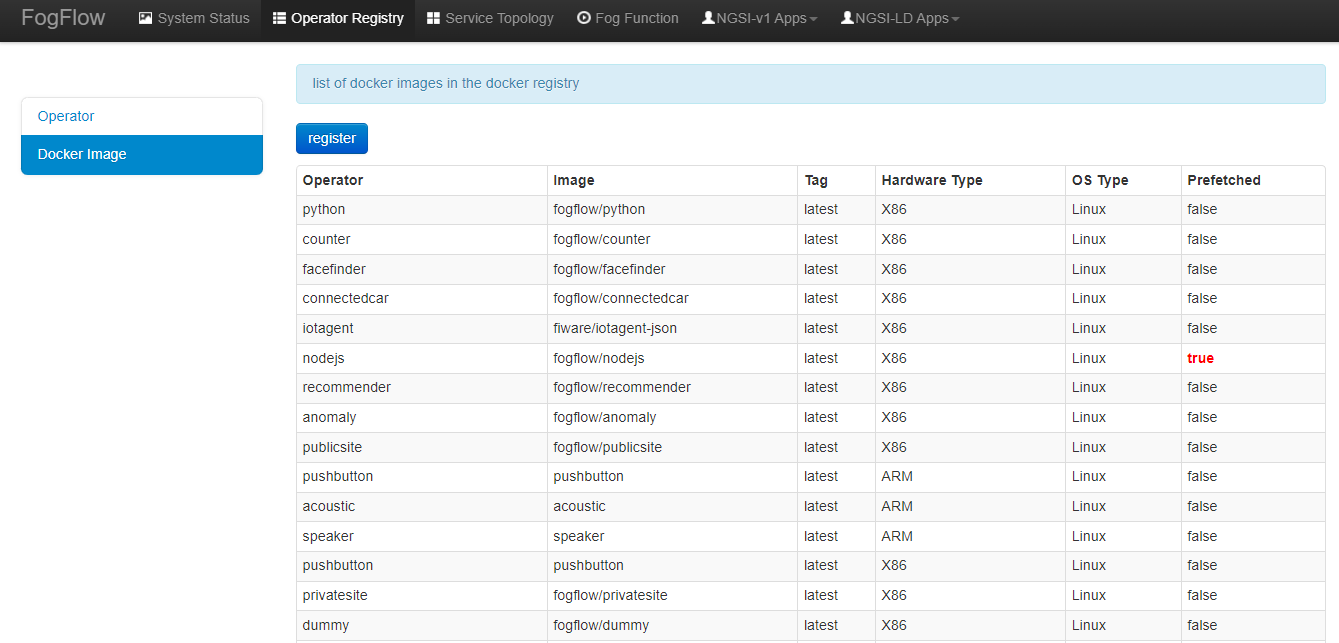 FogFlow System Status Operator Registry Service Topology Fog Function NGSI-v1 Apps NGSI-LD Apps
Operator
Docker Image
list of docker images in the docker registry
register
Operator Image Tag Hardware Type OS Type Prefetched
python fogflow/python latest X86 Linux false
counter fogflow/counter latest X86 Linux false
facefinder fogflow/facefinder latest X86 Linux false
connectedcar fogflow/connectedcar latest X86 Linux false
iotagent fiware/iotagent-json latest X86 Linux false
nodejs fogflow/nodejs latest X86 Linux true
recommender fogflow/recommender latest X86 Linux false
anomaly fogflow/anomaly latest X86 Linux false
publicsite fogflow/publicsite latest X86 Linux false
pushbutton pushbutton latest ARM Linux false
acoustic acoustic latest ARM Linux false
speaker speaker latest ARM Linux false
pushbutton pushbutton latest X86 Linux false
privatesite fogflow/privatesite latest X86 Linux false
dummy fogflow/dummy latest X86 Linux false